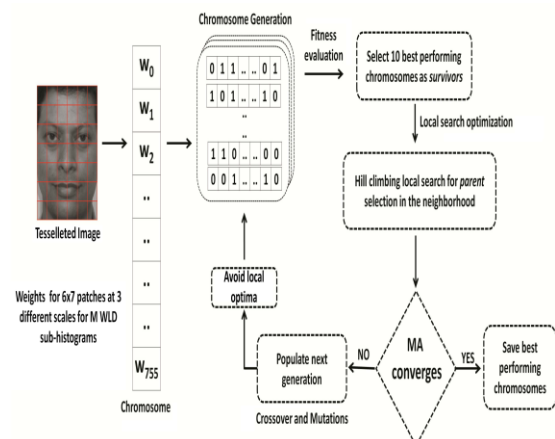 Chromosome Generation
Fitness
evaluation
Select 10 best performing
chromosomes as survivors
Local search optimization
Hill climbing local search for parent
selection in the neighborhood
W0
W1
W2
..
..
..
..
W755
Chromosome
0 1 1 .. .. 0 1
1 0 1 .. .. 1 0
..
..
1 1 0 .. .. 0 0
0 0 1 .. .. 1 0
Tesselleted Image
Weights for 6x7 patches at 3
different scales for M WLD
sub-histograms
Avoid local
optima
Populate next
generation
Crossover and Mutations
NO
MA
converges
YES
Save best
performing
chromosomes